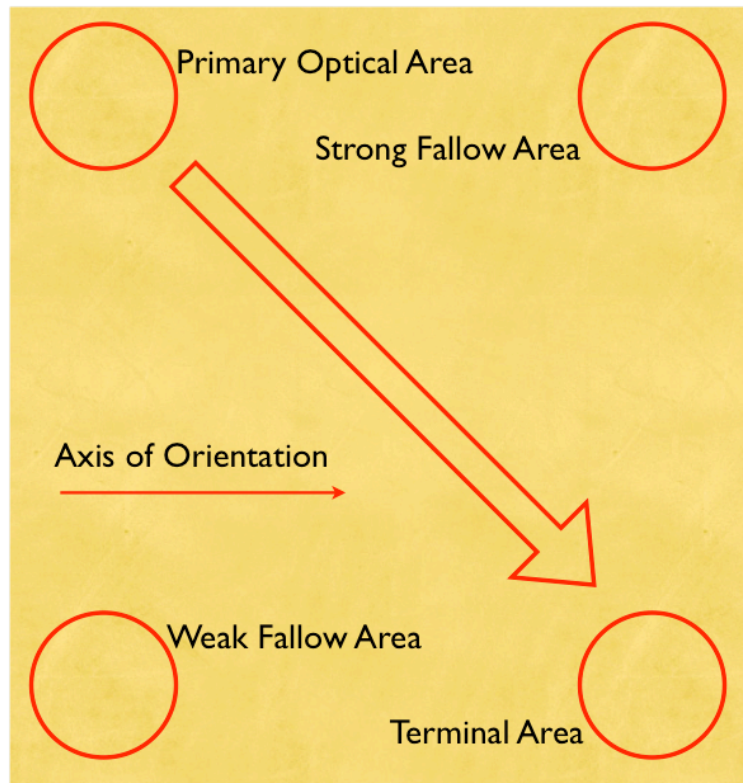 Primary Optical Area
Strong Fallow Area
Axis of Orientation
Weak Fallow Area
Terminal Area